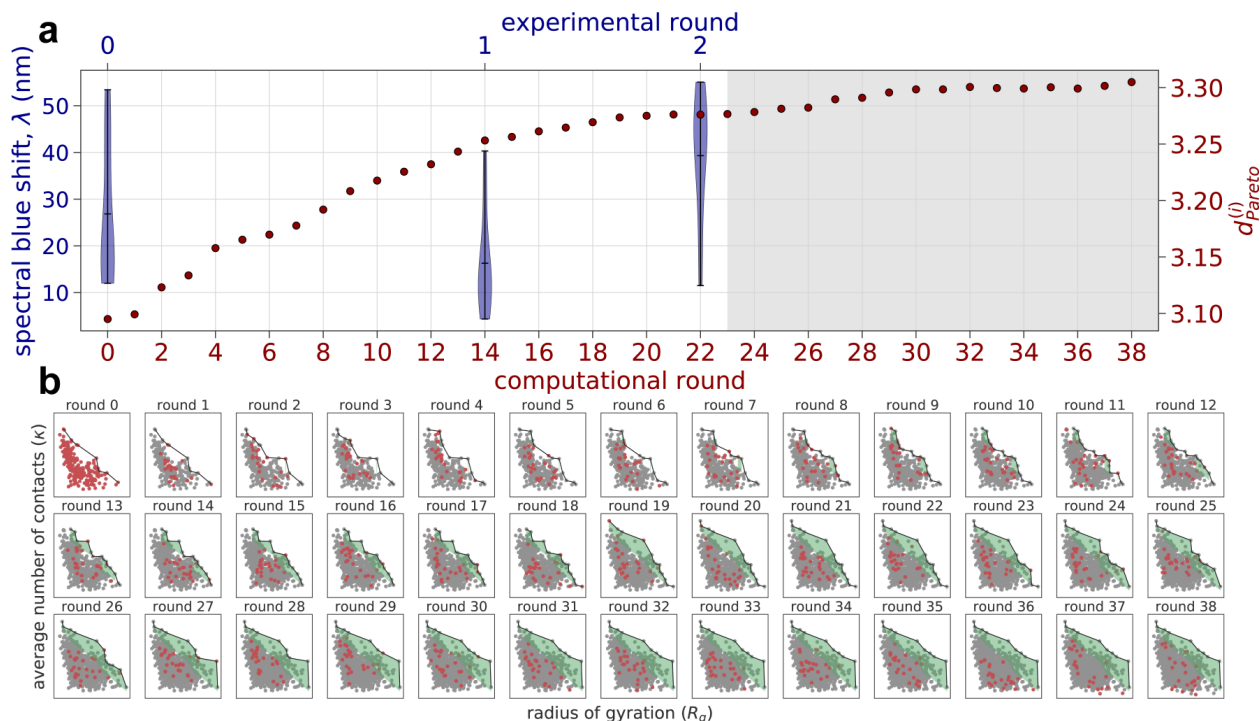 a
experimental round
0 1 2
spectral blue shift, λ (nm)
50
40
30
20
10
3.30
3.25
3.20
3.15
3.10
d_Pareto^(i)
0 2 4 6 8 10 12 14 16 18 20 22 24 26 28 30 32 34 36 38
computational round
b
average number of contacts (κ)
round 0 round 1 round 2 round 3 round 4 round 5 round 6 round 7 round 8 round 9 round 10 round 11 round 12
round 13 round 14 round 15 round 16 round 17 round 18 round 19 round 20 round 21 round 22 round 23 round 24 round 25
round 26 round 27 round 28 round 29 round 30 round 31 round 32 round 33 round 34 round 35 round 36 round 37 round 38
radius of gyration (R_g)